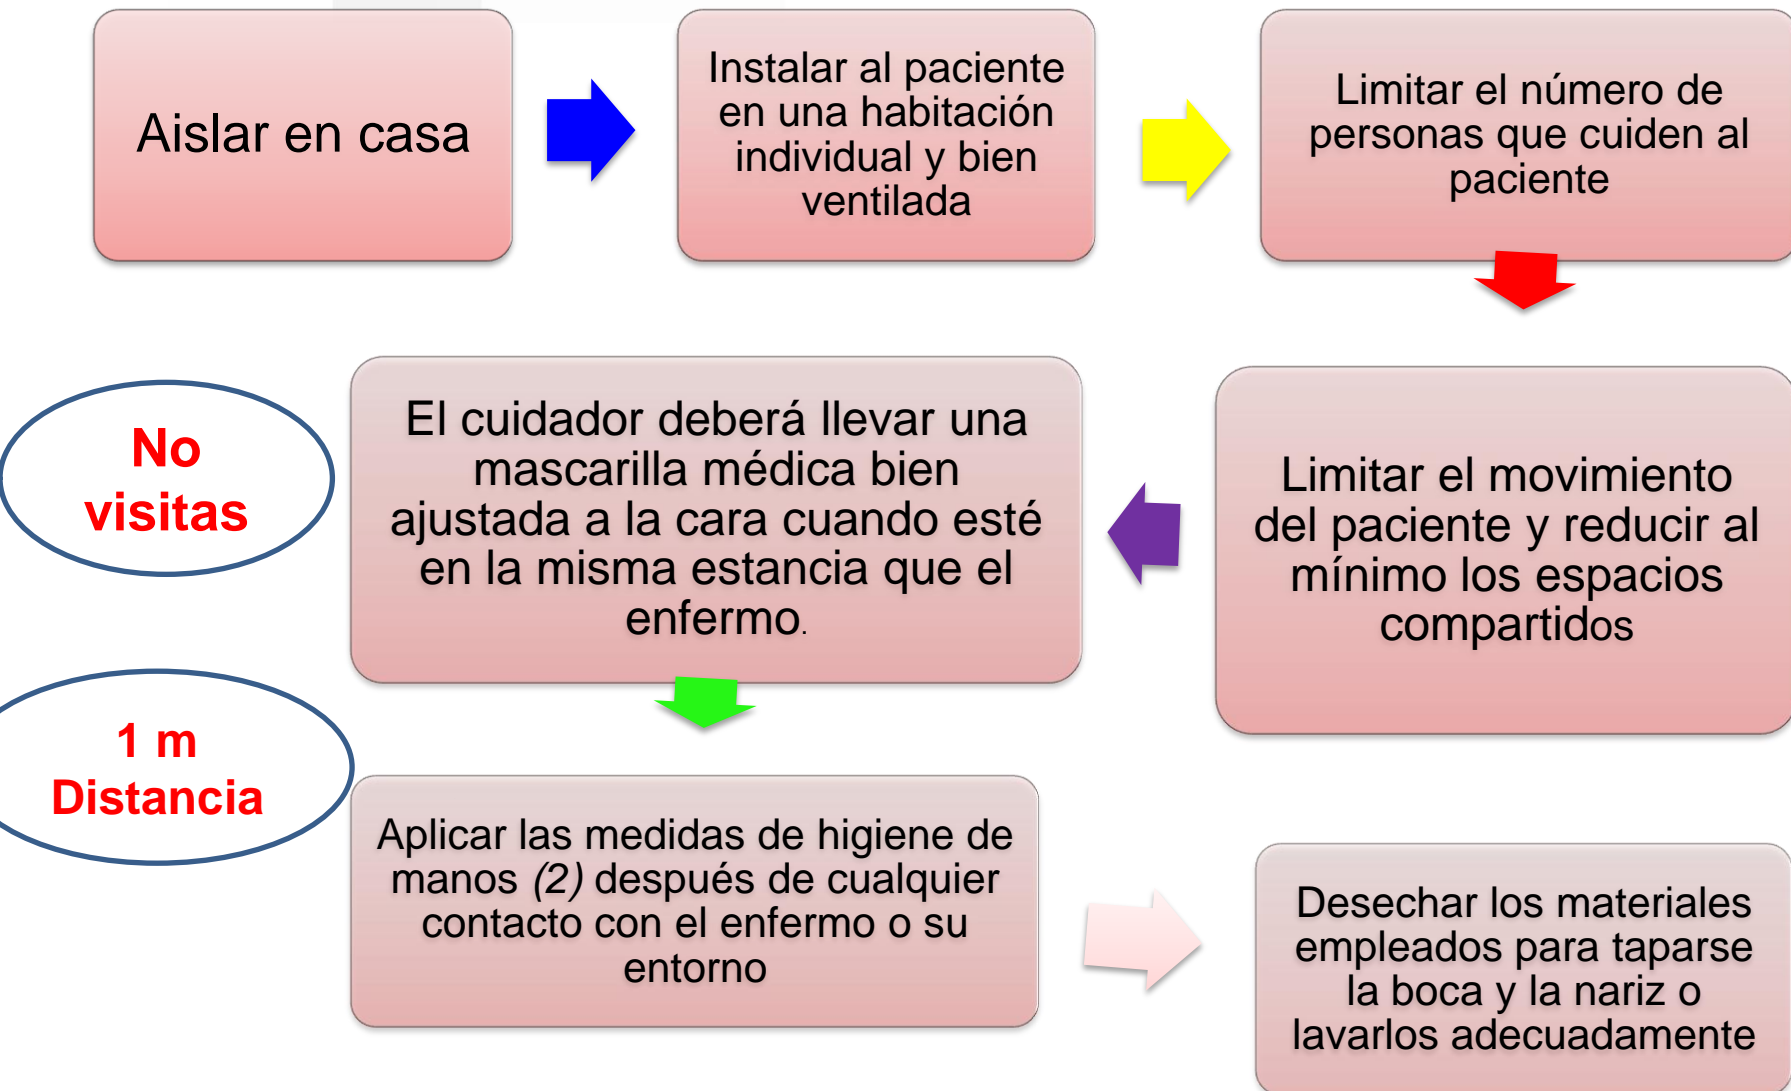 Aislar en casa
Instalar al paciente
en una habitación
individual y bien
ventilada
Limitar el número de
personas que cuiden al
paciente
No
visitas
El cuidador deberá llevar una
mascarilla médica bien
ajustada a la cara cuando esté
en la misma estancia que el
enfermo.
Limitar el movimiento
del paciente y reducir al
mínimo los espacios
compartidos
1 m
Distancia
Aplicar las medidas de higiene de
manos (2) después de cualquier
contacto con el enfermo o su
entorno
Desechar los materiales
empleados para taparse
la boca y la nariz o
lavarlos adecuadamente